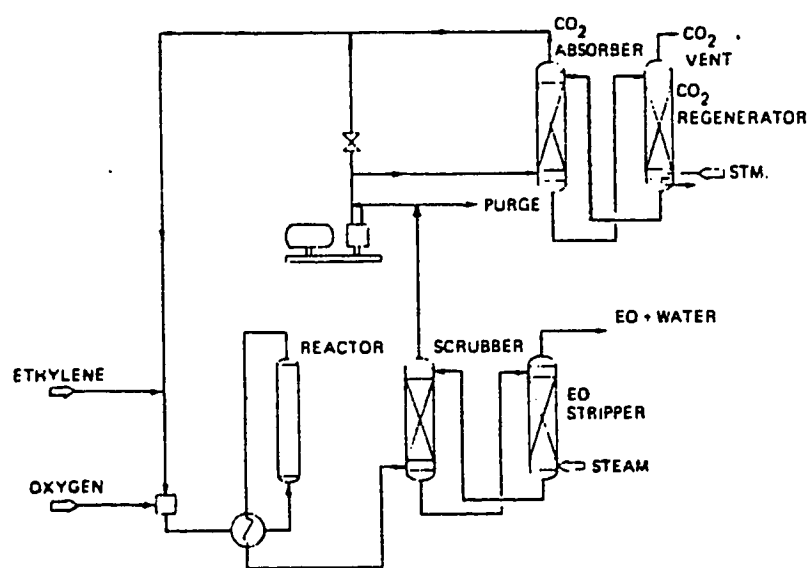 CO2
ABSORBER
CO2
VENT
CO2
REGENERATOR
STM.
PURGE
EO + WATER
REACTOR
SCRUBBER
ETHYLENE
EO
STRIPPER
STEAM
OXYGEN